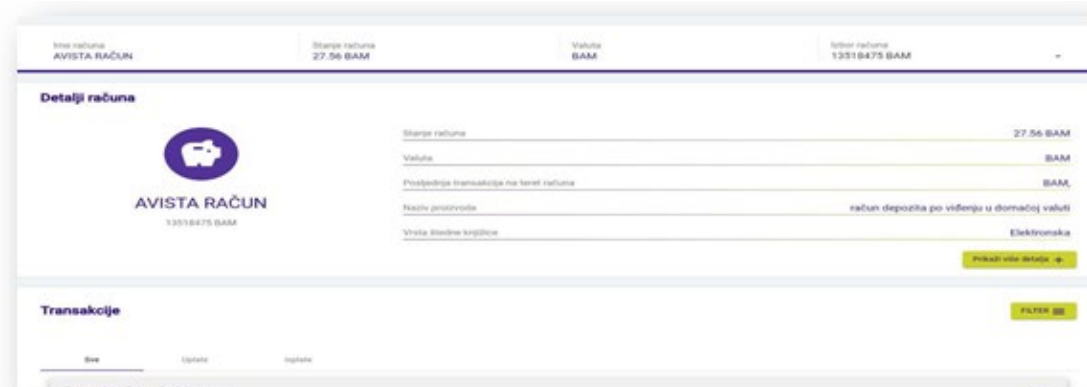 Ime računa Stanje računa Valuta Izbor računa
AVISTA RAČUN 27.56 BAM BAM 13518475 BAM
Detalji računa
AVISTA RAČUN
13518475 BAM
Stanje računa 27.56 BAM
Valuta BAM
Posljednja transakcija na teret računa BAM,
Naziv proizvoda račun depozita po viđenju u domaćoj valuti
Vrsta štedne knjižice Elektronska
Prikaži više detalja
Transakcije
FILTER
Sve Uplate Isplate